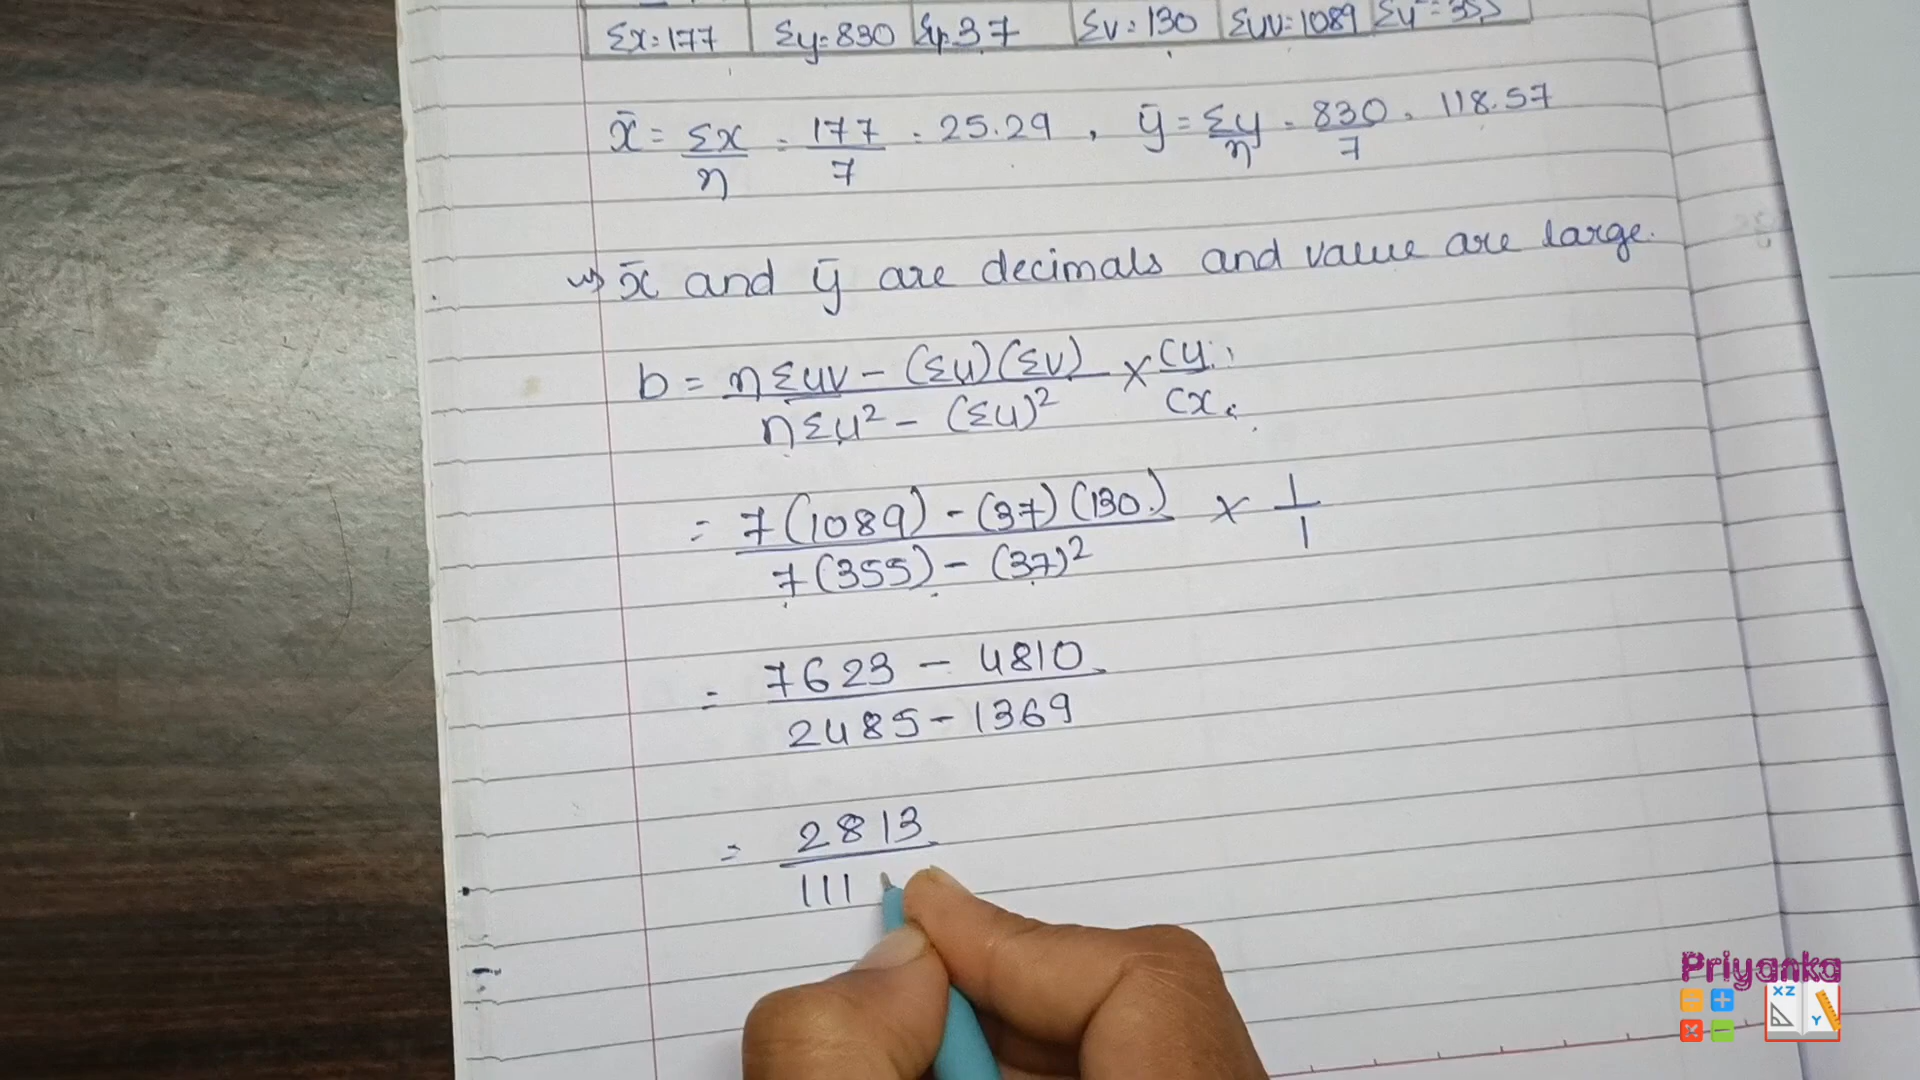 Σx=177 Σy=830 Σu=37 Σv=130 Σuv=1089 Σu²=355
x̄ = Σx/n = 177/7 = 25.29 , ȳ = Σy/n = 830/7 = 118.57
⇒ x̄ and ȳ are decimals and value are large.
b = nΣuv - (Σu)(Σv) / nΣu² - (Σu)² × Cy/Cx
= 7(1089) - (37)(130) / 7(355) - (37)² × 1/1
= 7623 - 4810 / 2485 - 1369
= 2813 / 111
Priyanka
XZ
Y